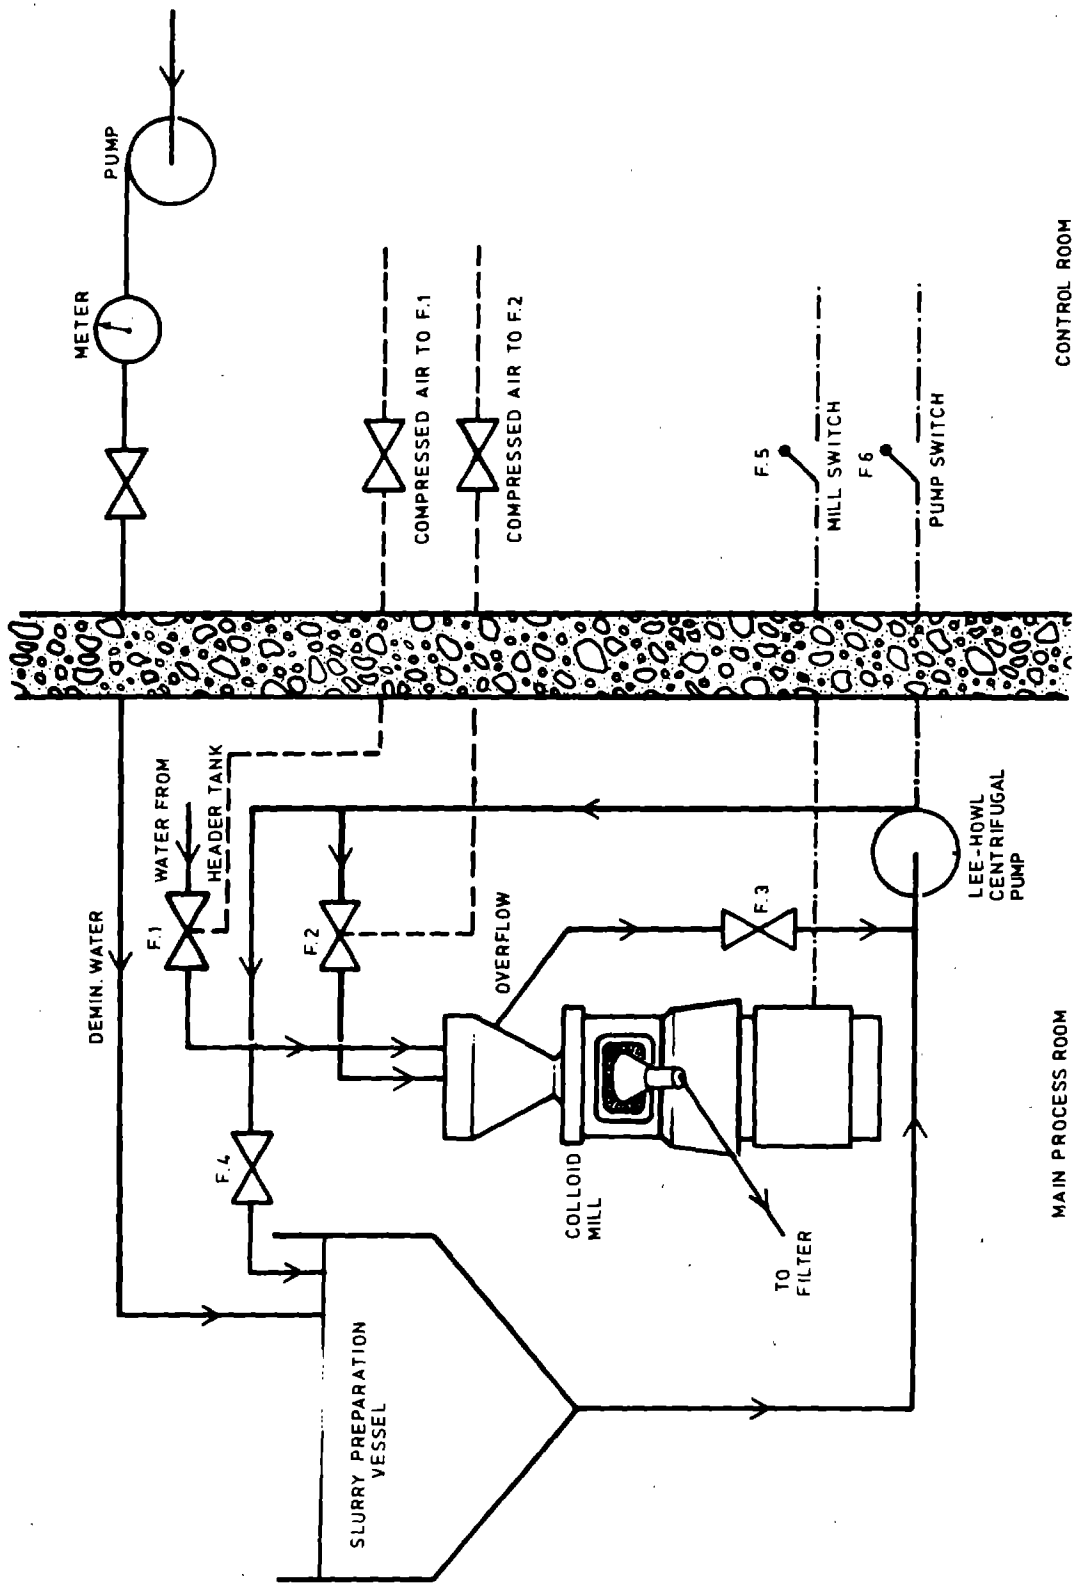 PUMP
METER
COMPRESSED AIR TO F.1
COMPRESSED AIR TO F.2
F.5
MILL SWITCH
F 6
PUMP SWITCH
CONTROL ROOM
DEMIN. WATER
F.1
WATER FROM
HEADER TANK
F.2
OVERFLOW
F.3
LEE-HOWL
CENTRIFUGAL
PUMP
F.4
COLLOID
MILL
TO
FILTER
SLURRY PREPARATION
VESSEL
MAIN PROCESS ROOM